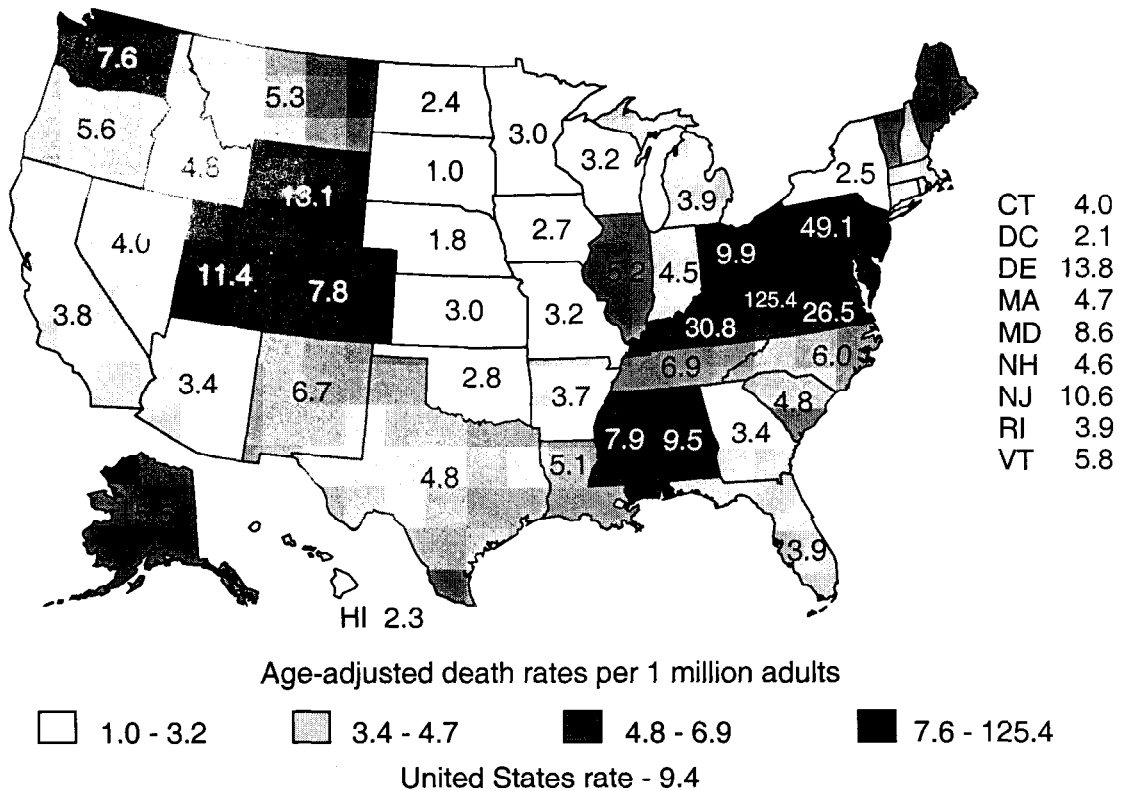 7.6
5.3
2.4
3.0
5.6
4.8
3.2
2.5
1.0
13.1
3.9
CT 4.0
DC 2.1
DE 13.8
MA 4.7
MD 8.6
NH 4.6
NJ 10.6
RI 3.9
VT 5.8
4.0
1.8
2.7
49.1
9.9
11.4
7.8
4.5
3.8
3.0
3.2
125.4
26.5
30.8
6.0
6.9
3.4
6.7
2.8
3.7
4.8
7.9
9.5
3.4
4.8
5.1
3.9
HI 2.3
Age-adjusted death rates per 1 million adults
1.0 - 3.2
3.4 - 4.7
4.8 - 6.9
7.6 - 125.4
United States rate - 9.4